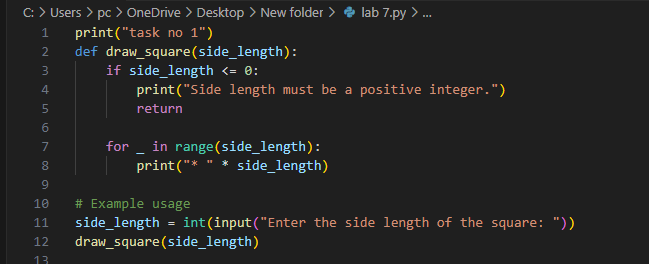 C: > Users > pc > OneDrive > Desktop > New folder > lab 7.py > ...
1 print("task no 1")
2 def draw_square(side_length):
3     if side_length <= 0:
4         print("Side length must be a positive integer.")
5         return
6
7     for _ in range(side_length):
8         print("* " * side_length)
9
10 # Example usage
11 side_length = int(input("Enter the side length of the square: "))
12 draw_square(side_length)
13